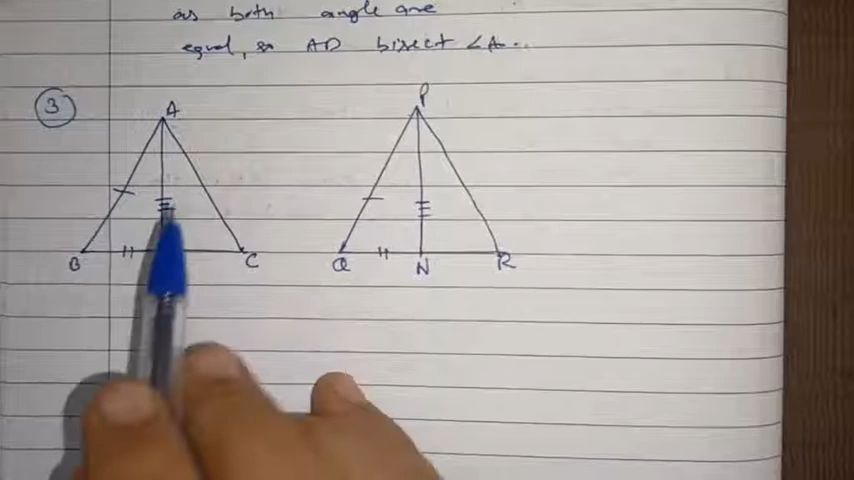 as both angle are
equal, so AD bisect ∠A..
3
A
P
B
C
Q
N
R